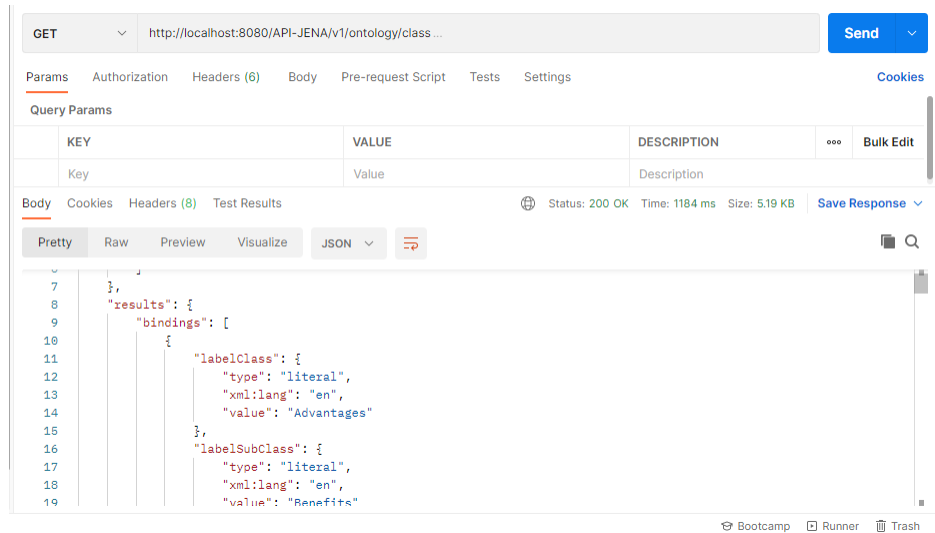 GET http://localhost:8080/API-JENA/v1/ontology/class ... Send
Params Authorization Headers (6) Body Pre-request Script Tests Settings Cookies
Query Params
KEY VALUE DESCRIPTION ooo Bulk Edit
Key Value Description
Body Cookies Headers (8) Test Results Status: 200 OK Time: 1184 ms Size: 5.19 KB Save Response
Pretty Raw Preview Visualize JSON
6 ]
7 },
8 "results": {
9 "bindings": [
10 {
11 "labelClass": {
12 "type": "literal",
13 "xml:lang": "en",
14 "value": "Advantages"
15 },
16 "labelSubClass": {
17 "type": "literal",
18 "xml:lang": "en",
19 "value": "Benefits"
Bootcamp Runner Trash